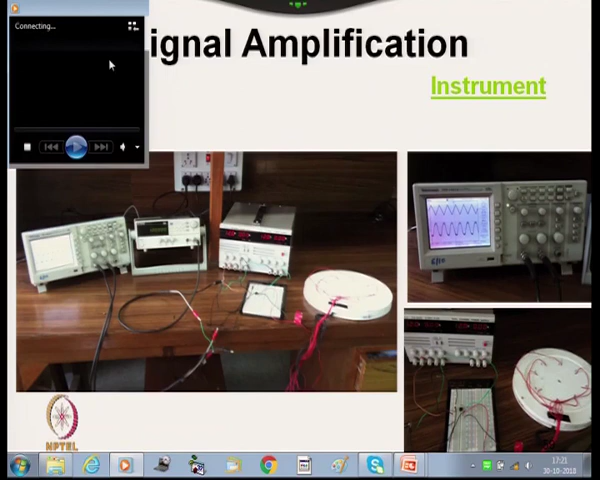 Connecting...
ignal Amplification
Instrument
NPTEL
17:21
30-10-2018